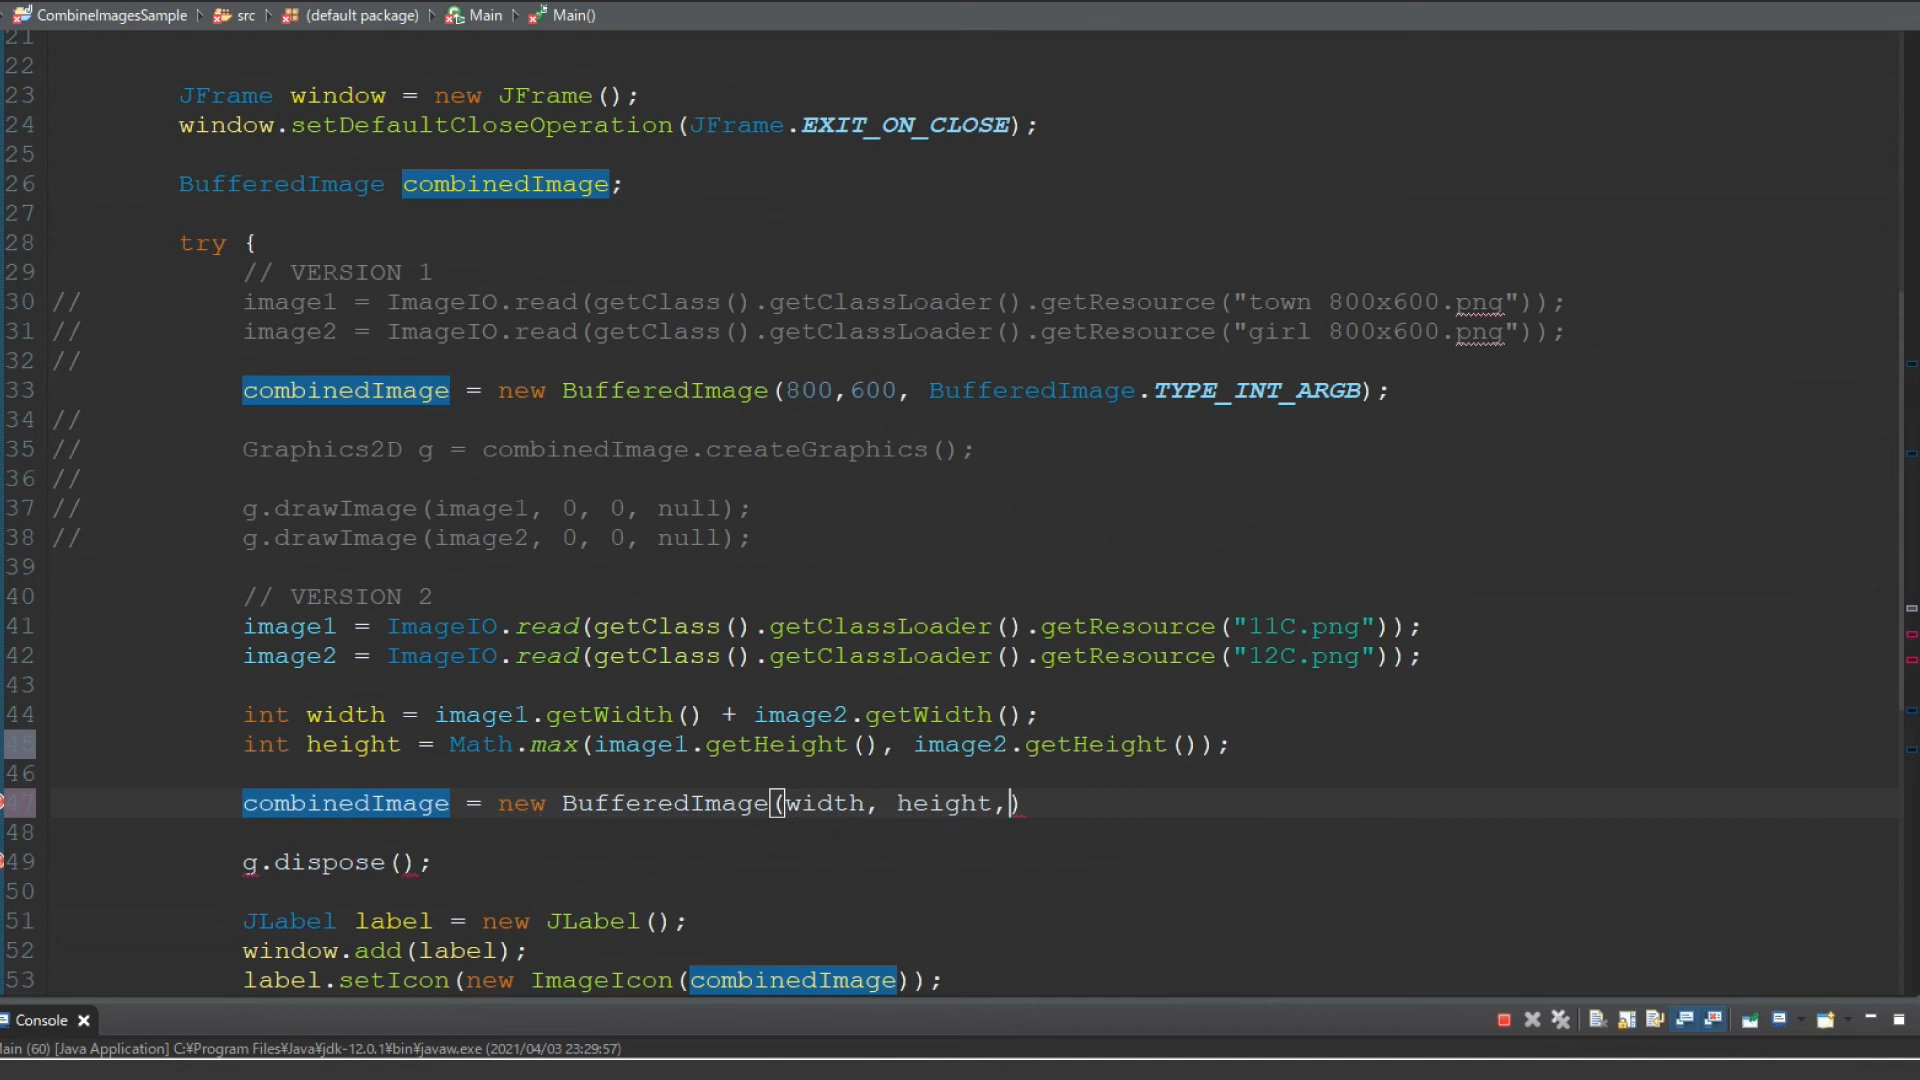 CombineImagesSample src (default package) Main Main()
21
22
23 JFrame window = new JFrame();
24 window.setDefaultCloseOperation(JFrame.EXIT_ON_CLOSE);
25
26 BufferedImage combinedImage;
27
28 try {
29 // VERSION 1
30 // image1 = ImageIO.read(getClass().getClassLoader().getResource("town 800x600.png"));
31 // image2 = ImageIO.read(getClass().getClassLoader().getResource("girl 800x600.png"));
32 //
33 combinedImage = new BufferedImage(800,600, BufferedImage.TYPE_INT_ARGB);
34 //
35 // Graphics2D g = combinedImage.createGraphics();
36 //
37 // g.drawImage(image1, 0, 0, null);
38 // g.drawImage(image2, 0, 0, null);
39
40 // VERSION 2
41 image1 = ImageIO.read(getClass().getClassLoader().getResource("11C.png"));
42 image2 = ImageIO.read(getClass().getClassLoader().getResource("12C.png"));
43
44 int width = image1.getWidth() + image2.getWidth();
45 int height = Math.max(image1.getHeight(), image2.getHeight());
46
47 combinedImage = new BufferedImage(width, height,)
48
49 g.dispose();
50
51 JLabel label = new JLabel();
52 window.add(label);
53 label.setIcon(new ImageIcon(combinedImage));
Console
ain (60) [Java Application] C:¥Program Files¥Java¥jdk-12.0.1¥bin¥javaw.exe (2021/04/03 23:29:57)